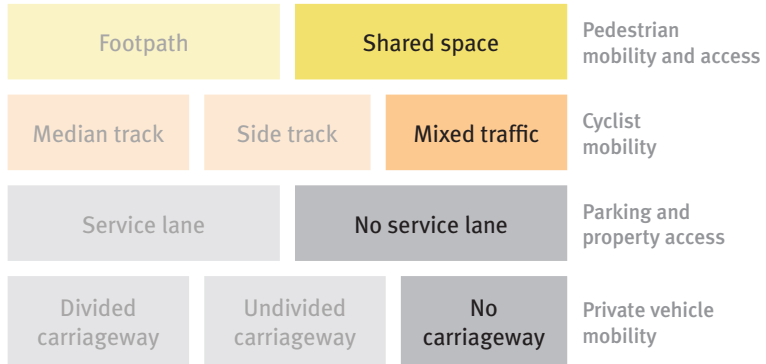 Footpath
Shared space
Pedestrian
mobility and access
Median track
Side track
Mixed traffic
Cyclist
mobility
Service lane
No service lane
Parking and
property access
Divided
carriageway
Undivided
carriageway
No
carriageway
Private vehicle
mobility